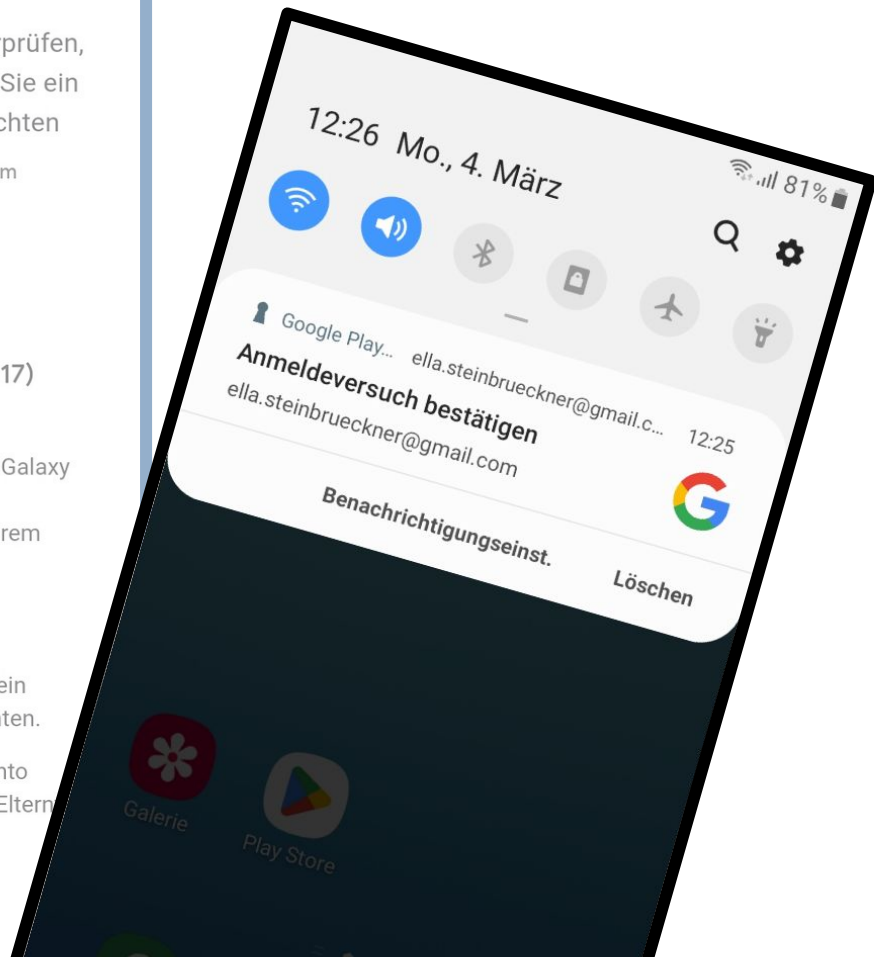 prüfen,
Sie ein
chten
m
17)
Galaxy
rem
ein
ten.
nto
Eltern
12:26 Mo., 4. März
81%
Google Play... ella.steinbrueckner@gmail.c... 12:25
Anmeldeversuch bestätigen
ella.steinbrueckner@gmail.com
Benachrichtigungseinst. Löschen
Galerie
Play Store